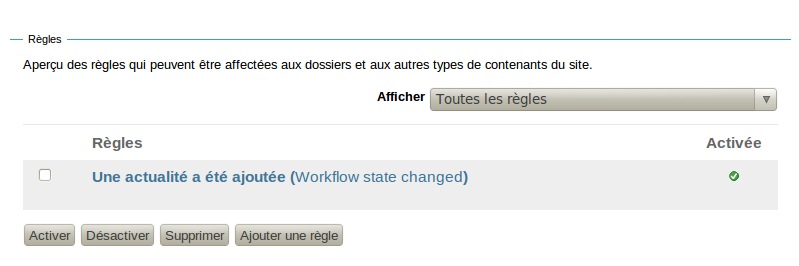 Règles
Aperçu des règles qui peuvent être affectées aux dossiers et aux autres types de contenants du site.
Afficher Toutes les règles
Règles Activée
Une actualité a été ajoutée (Workflow state changed)
Activer Désactiver Supprimer Ajouter une règle